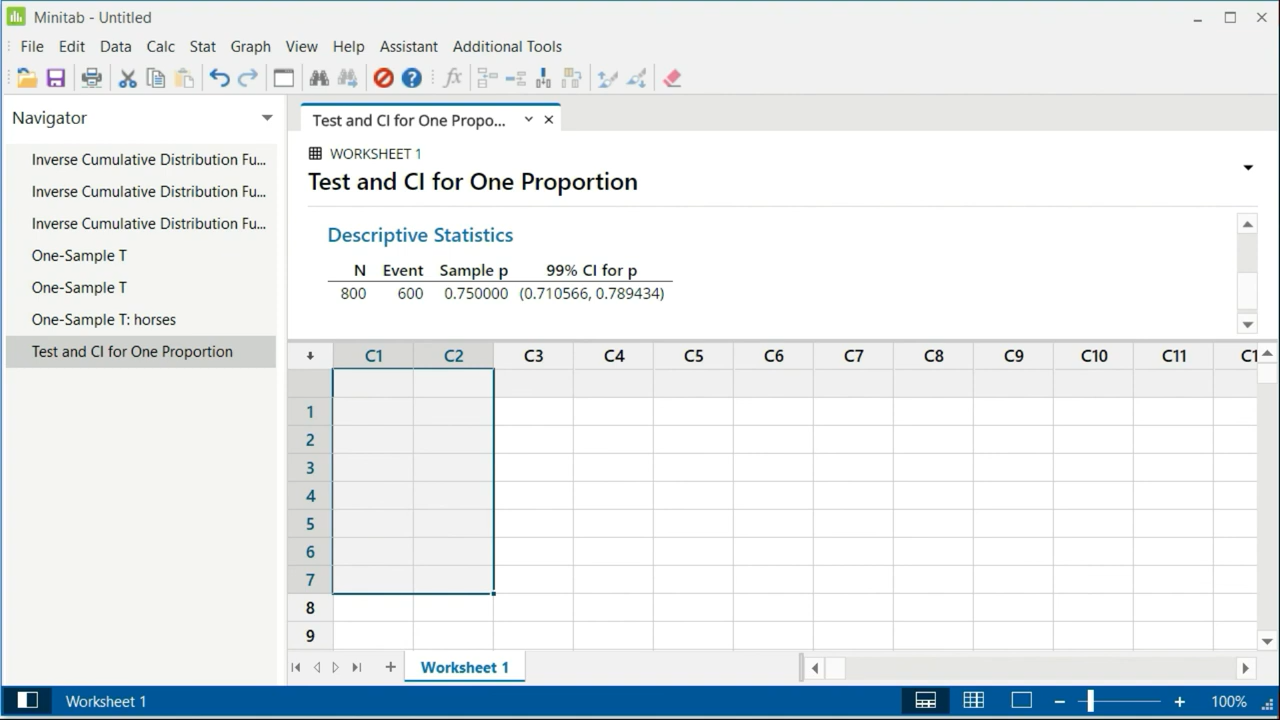 Minitab - Untitled
File Edit Data Calc Stat Graph View Help Assistant Additional Tools
fx
Navigator
Inverse Cumulative Distribution Fu...
Inverse Cumulative Distribution Fu...
Inverse Cumulative Distribution Fu...
One-Sample T
One-Sample T
One-Sample T: horses
Test and CI for One Proportion
Test and CI for One Propo...
WORKSHEET 1
Test and CI for One Proportion
Descriptive Statistics
N Event Sample p 99% CI for p
800 600 0.750000 (0.710566, 0.789434)
C1 C2 C3 C4 C5 C6 C7 C8 C9 C10 C11 C1
1
2
3
4
5
6
7
8
9
Worksheet 1
Worksheet 1 100%